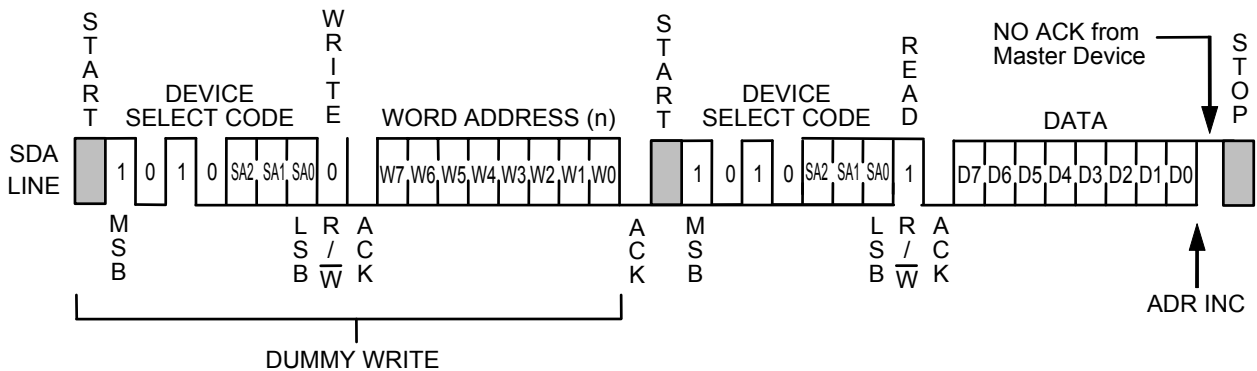 START
WRITE
START
READ
NO ACK from
Master Device
STOP
DEVICE
SELECT CODE
WORD ADDRESS (n)
DEVICE
SELECT CODE
DATA
SDA
LINE
1 0 1 0 SA2 SA1 SA0 0
W7 W6 W5 W4 W3 W2 W1 W0
1 0 1 0 SA2 SA1 SA0 1
D7 D6 D5 D4 D3 D2 D1 D0
MSB
LSB
R/W̅
ACK
ACK
MSB
LSB
R/W̅
ACK
ADR INC
DUMMY WRITE